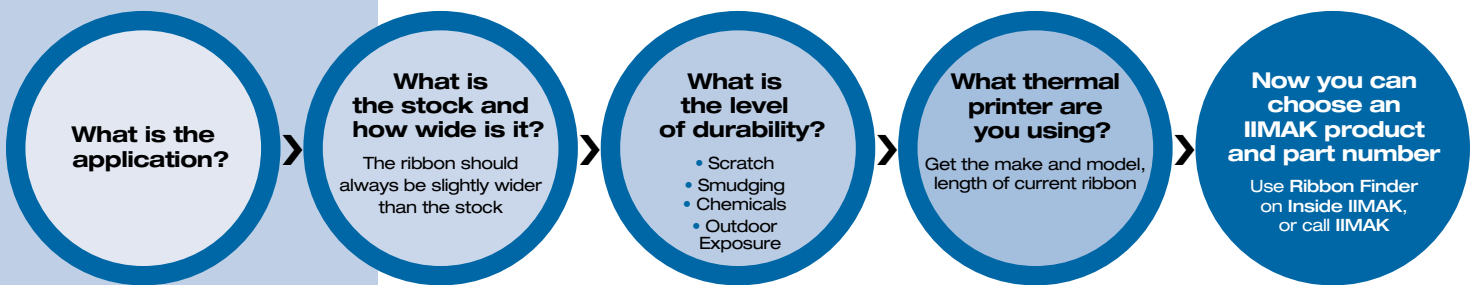 What is the
application?
What is
the stock and
how wide is it?
The ribbon should
always be slightly wider
than the stock
What is
the level
of durability?
• Scratch
• Smudging
• Chemicals
• Outdoor
Exposure
What thermal
printer are
you using?
Get the make and model,
length of current ribbon
Now you can
choose an
IIMAK product
and part number
Use Ribbon Finder
on Inside IIMAK,
or call IIMAK